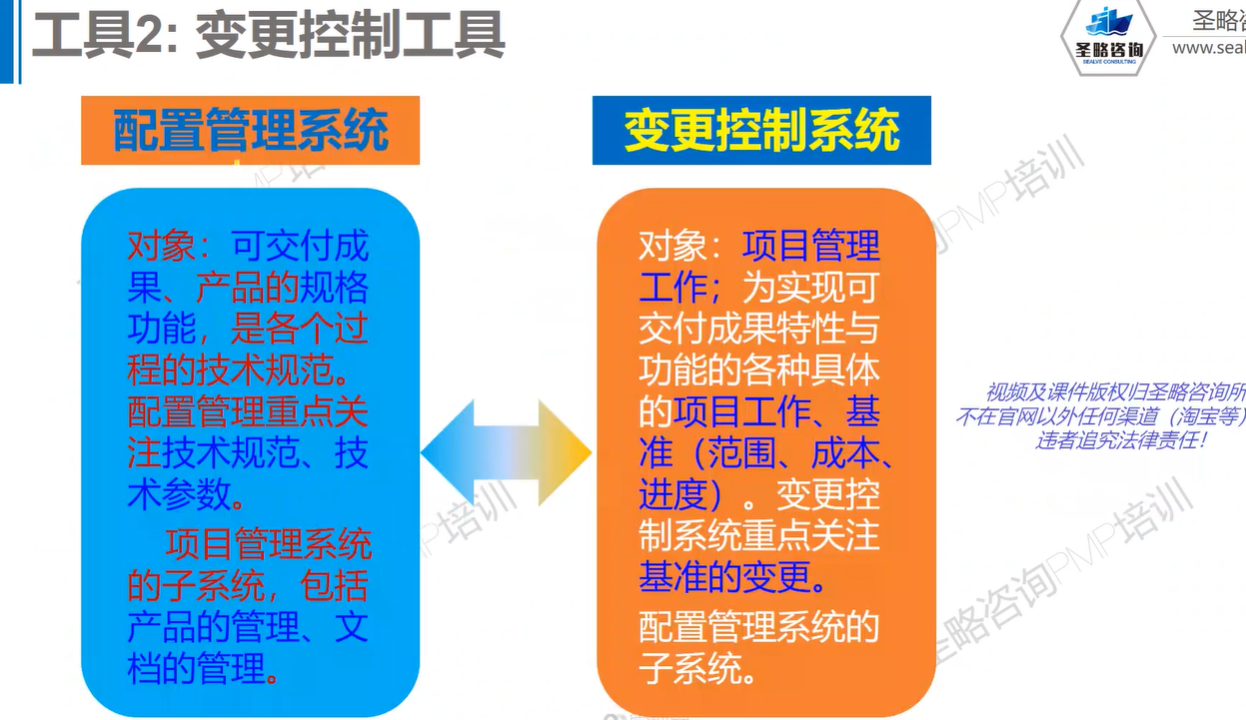 工具2: 变更控制工具
圣略咨询
SEALVE CONSULTING
圣略
www.seal
配置管理系统
对象：可交付成
果、产品的规格
功能，是各个过
程的技术规范。
配置管理重点关
注技术规范、技
术参数。
项目管理系统
的子系统，包括
产品的管理、文
档的管理。
变更控制系统
对象：项目管理
工作；为实现可
交付成果特性与
功能的各种具体
的项目工作、基
准（范围、成本、
进度）。变更控
制系统重点关注
基准的变更。
配置管理系统的
子系统。
视频及课件版权归圣略咨询所
不在官网以外任何渠道（淘宝等）
违者追究法律责任！
PMP培训
PMP培训
圣略咨询PMP培训